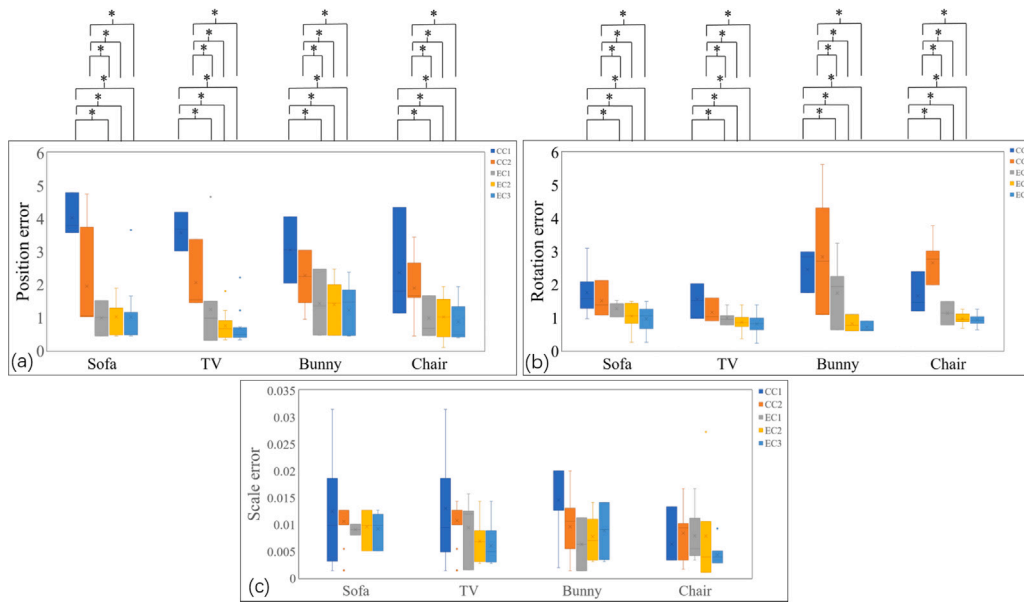 * * * * * * * *
* * * * * * * *
* * * * * * * *
* * * * * * * *
* * * * * * * *
* * * * * * * *
(a)
Position error
6
5
4
3
2
1
0
Sofa TV Bunny Chair
CC1
CC2
EC1
EC2
EC3
(b)
Rotation error
6
5
4
3
2
1
0
Sofa TV Bunny Chair
(c)
Scale error
0.035
0.03
0.025
0.02
0.015
0.01
0.005
0
Sofa TV Bunny Chair
CC1
CC2
EC1
EC2
EC3